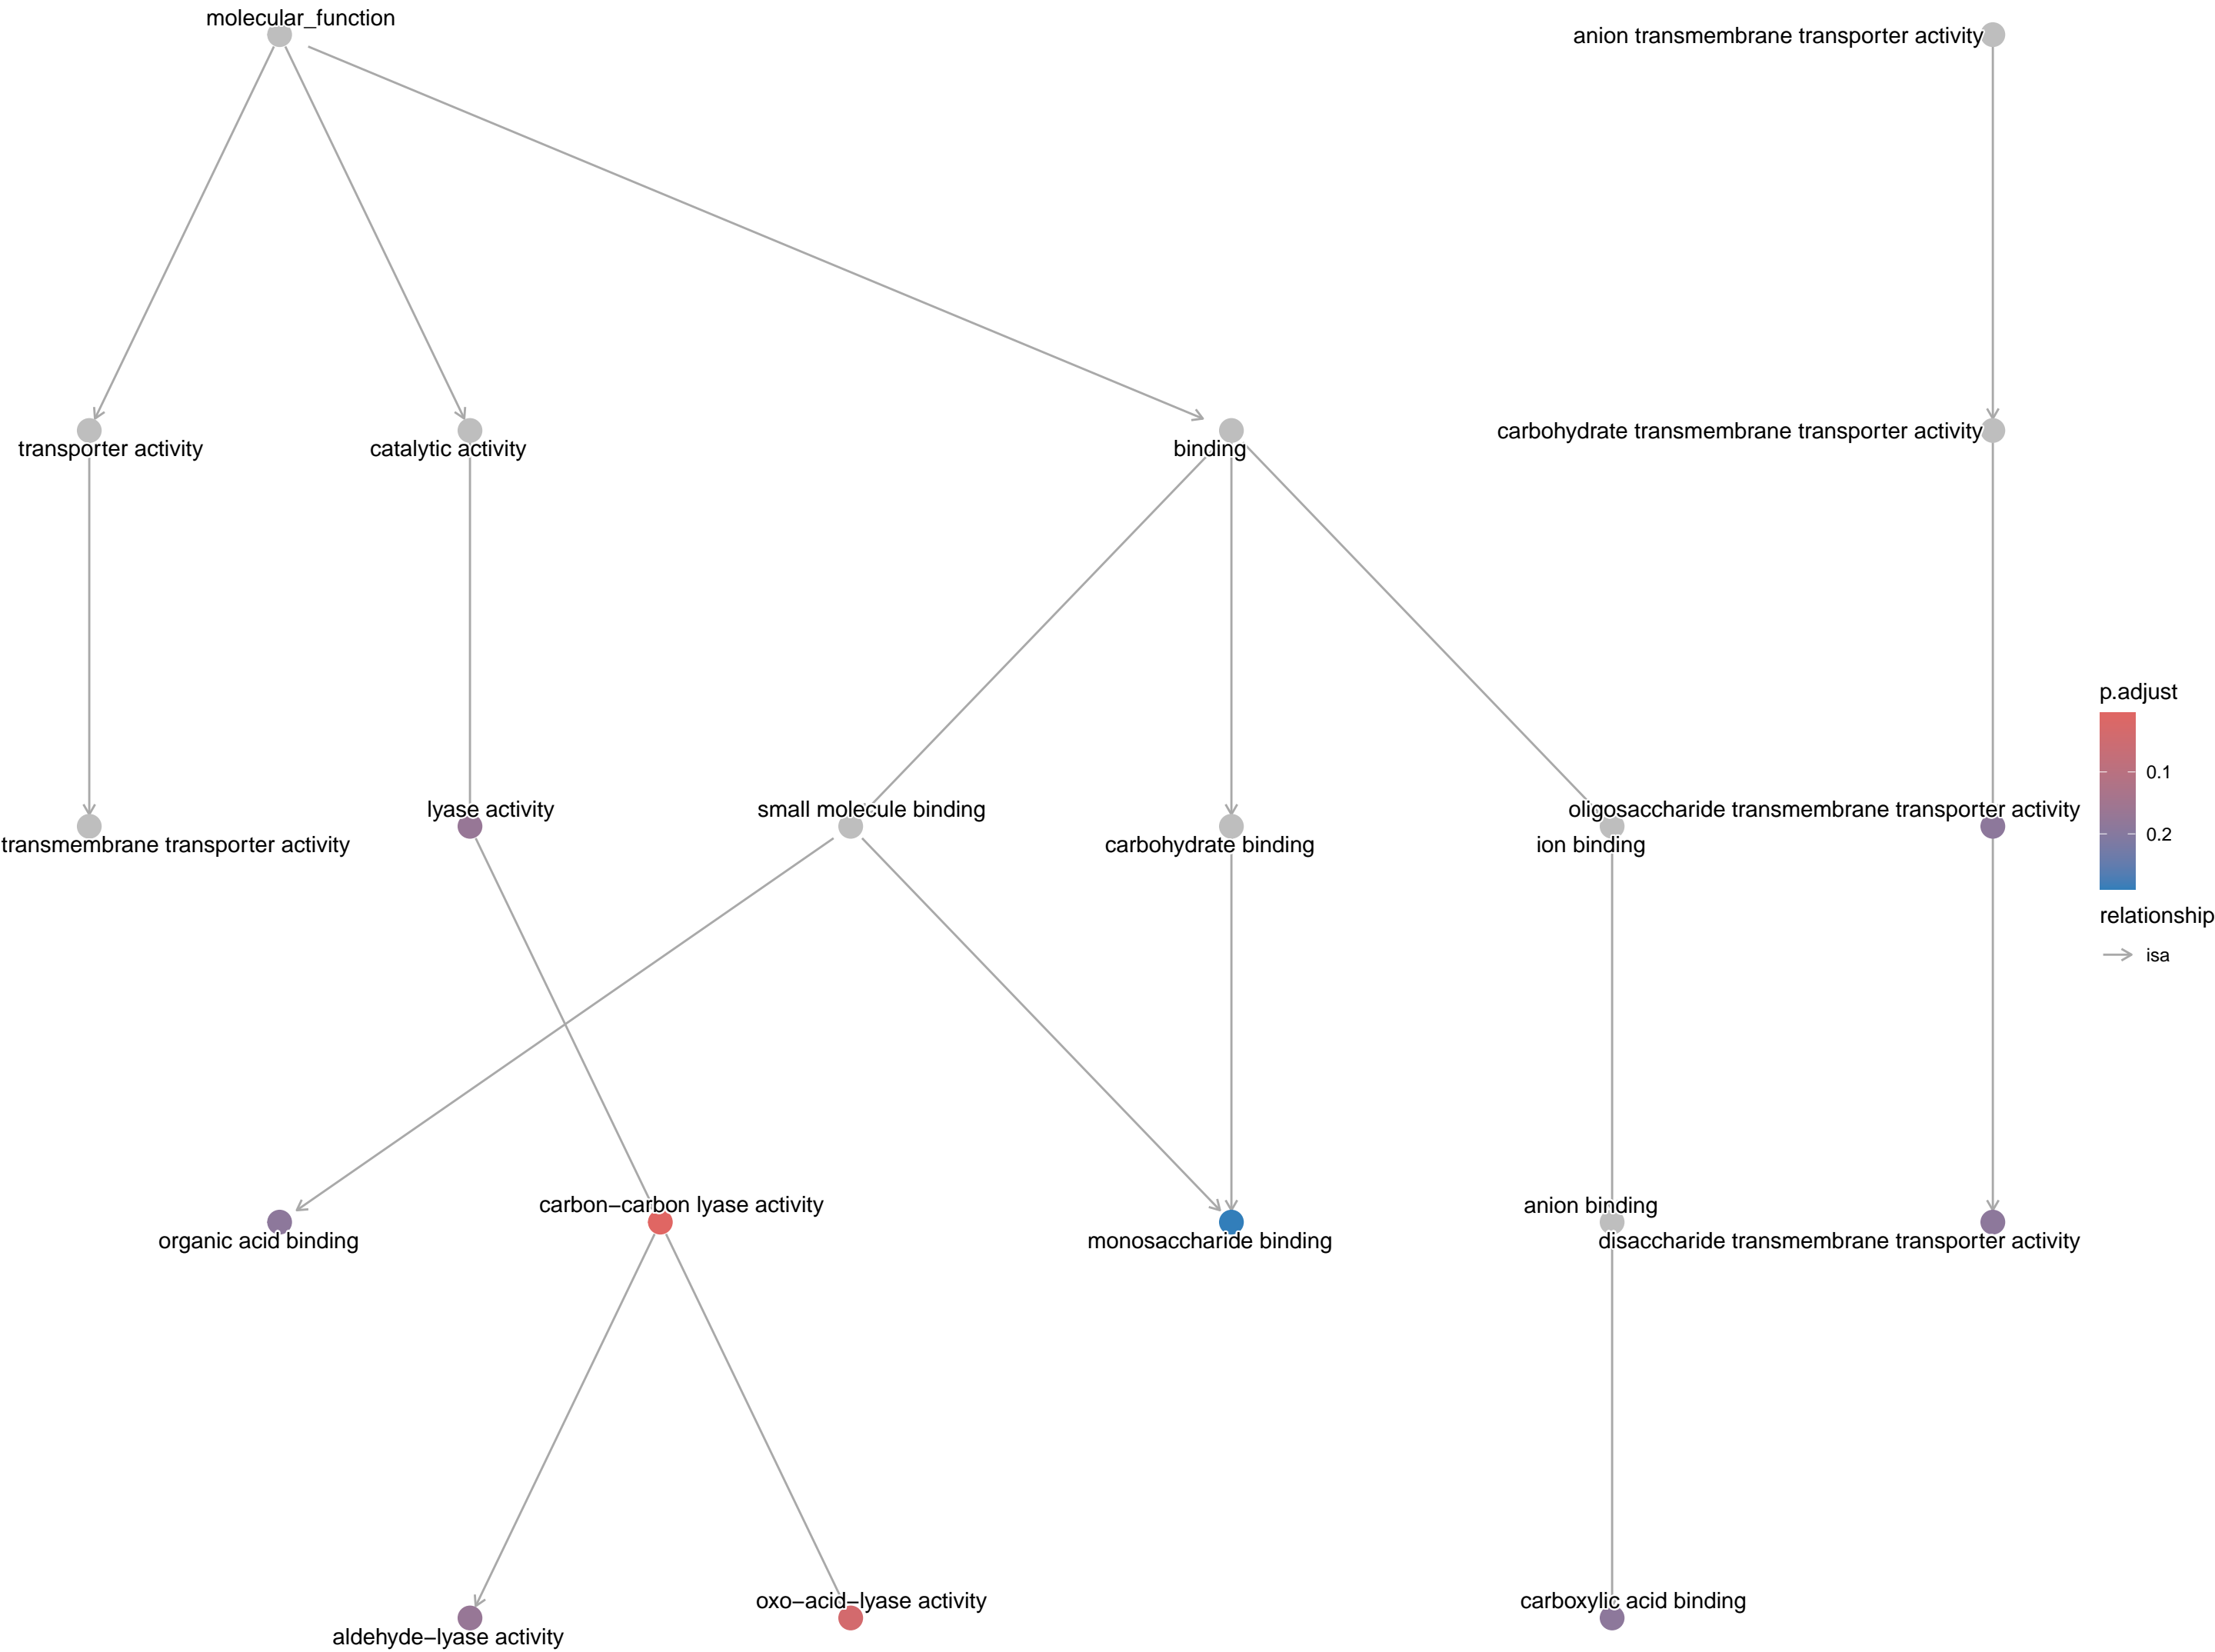 molecular_function
anion transmembrane transporter activity
transporter activity
catalytic activity
binding
carbohydrate transmembrane transporter activity
transmembrane transporter activity
lyase activity
small molecule binding
carbohydrate binding
ion binding
oligosaccharide transmembrane transporter activity
p.adjust
0.1
0.2
relationship
isa
organic acid binding
carbon−carbon lyase activity
monosaccharide binding
anion binding
disaccharide transmembrane transporter activity
aldehyde−lyase activity
oxo−acid−lyase activity
carboxylic acid binding